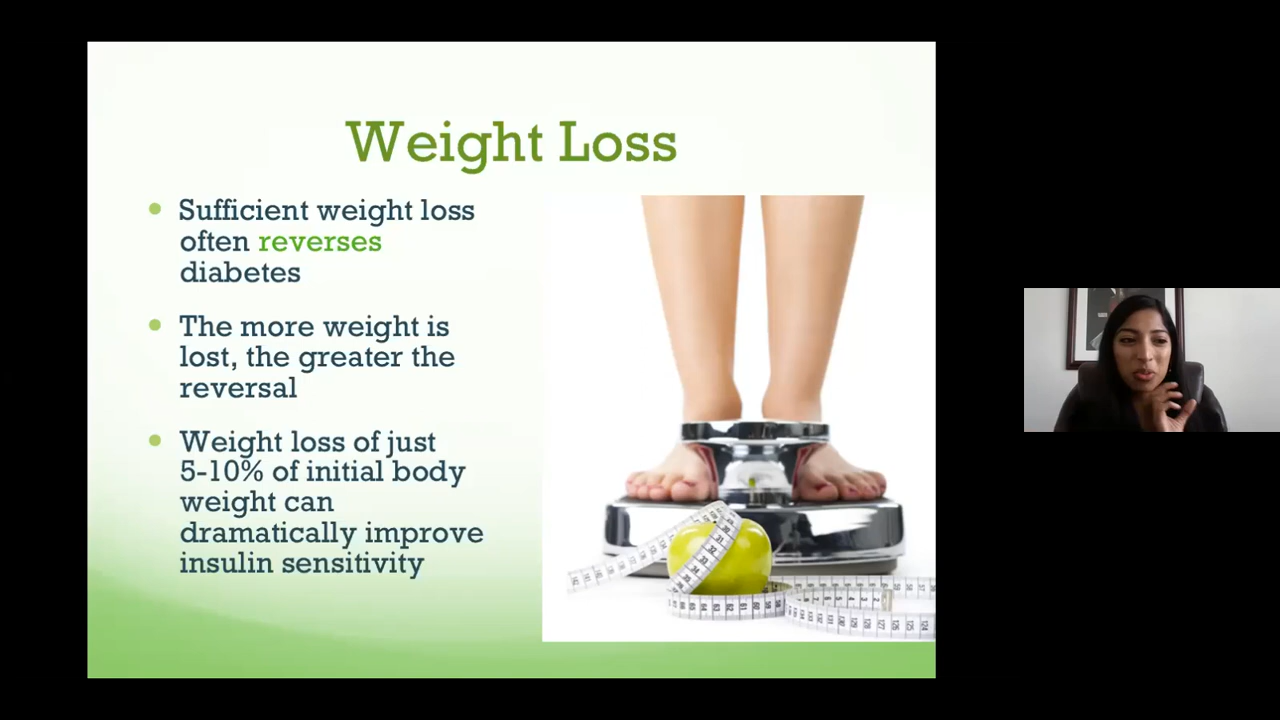 Weight Loss
Sufficient weight loss
often reverses
diabetes
The more weight is
lost, the greater the
reversal
Weight loss of just
5-10% of initial body
weight can
dramatically improve
insulin sensitivity